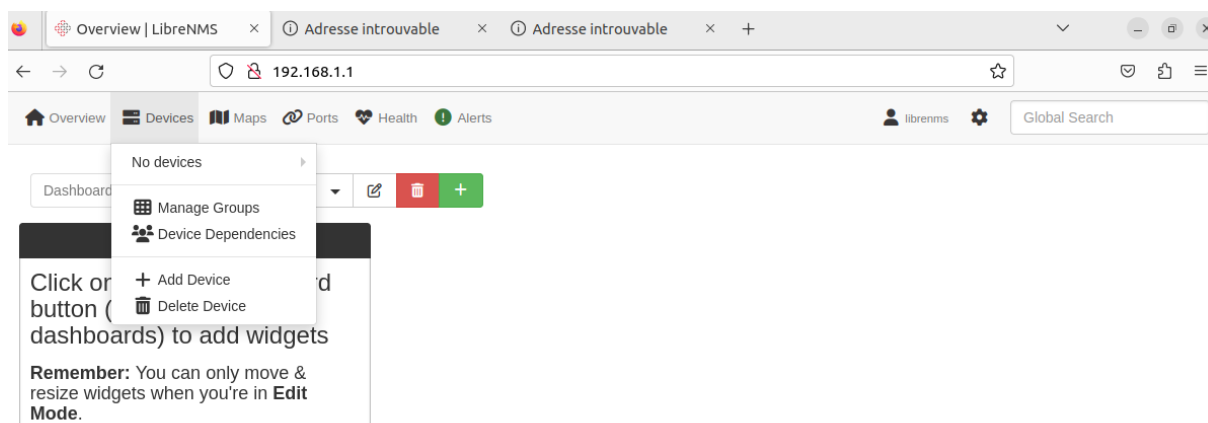 Overview | LibreNMS
Adresse introuvable
Adresse introuvable
192.168.1.1
Overview Devices Maps Ports Health Alerts librenms Global Search
No devices
Dashboard
Manage Groups
Device Dependencies
Click on
Add Device
button (
Delete Device
dashboards) to add widgets
Remember: You can only move &
resize widgets when you're in Edit
Mode.